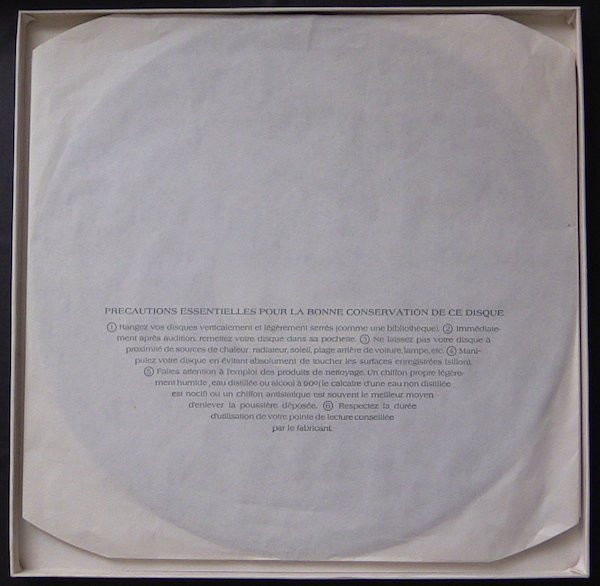 PRECAUTIONS ESSENTIELLES POUR LA BONNE CONSERVATION DE CE DISQUE
① Rangez vos disques verticalement et légèrement serrés (comme une bibliothèque). ② Immédiate-
ment après audition, remettez votre disque dans sa pochette. ③ Ne laissez pas votre disque à
proximité de sources de chaleur: radiateur, soleil, plage arrière de voiture, lampe, etc. ④ Mani-
pulez votre disque en évitant absolument de toucher les surfaces enregistrées (sillon).
⑤ Faites attention à l'emploi des produits de nettoyage. Un chiffon propre légère-
ment humide, eau distillée ou alcool à 90° (le calcaire d'une eau non distillée
est nocif) ou un chiffon antistatique est souvent le meilleur moyen
d'enlever la poussière déposée. ⑥ Respectez la durée
d'utilisation de votre pointe de lecture conseillée
par le fabricant.